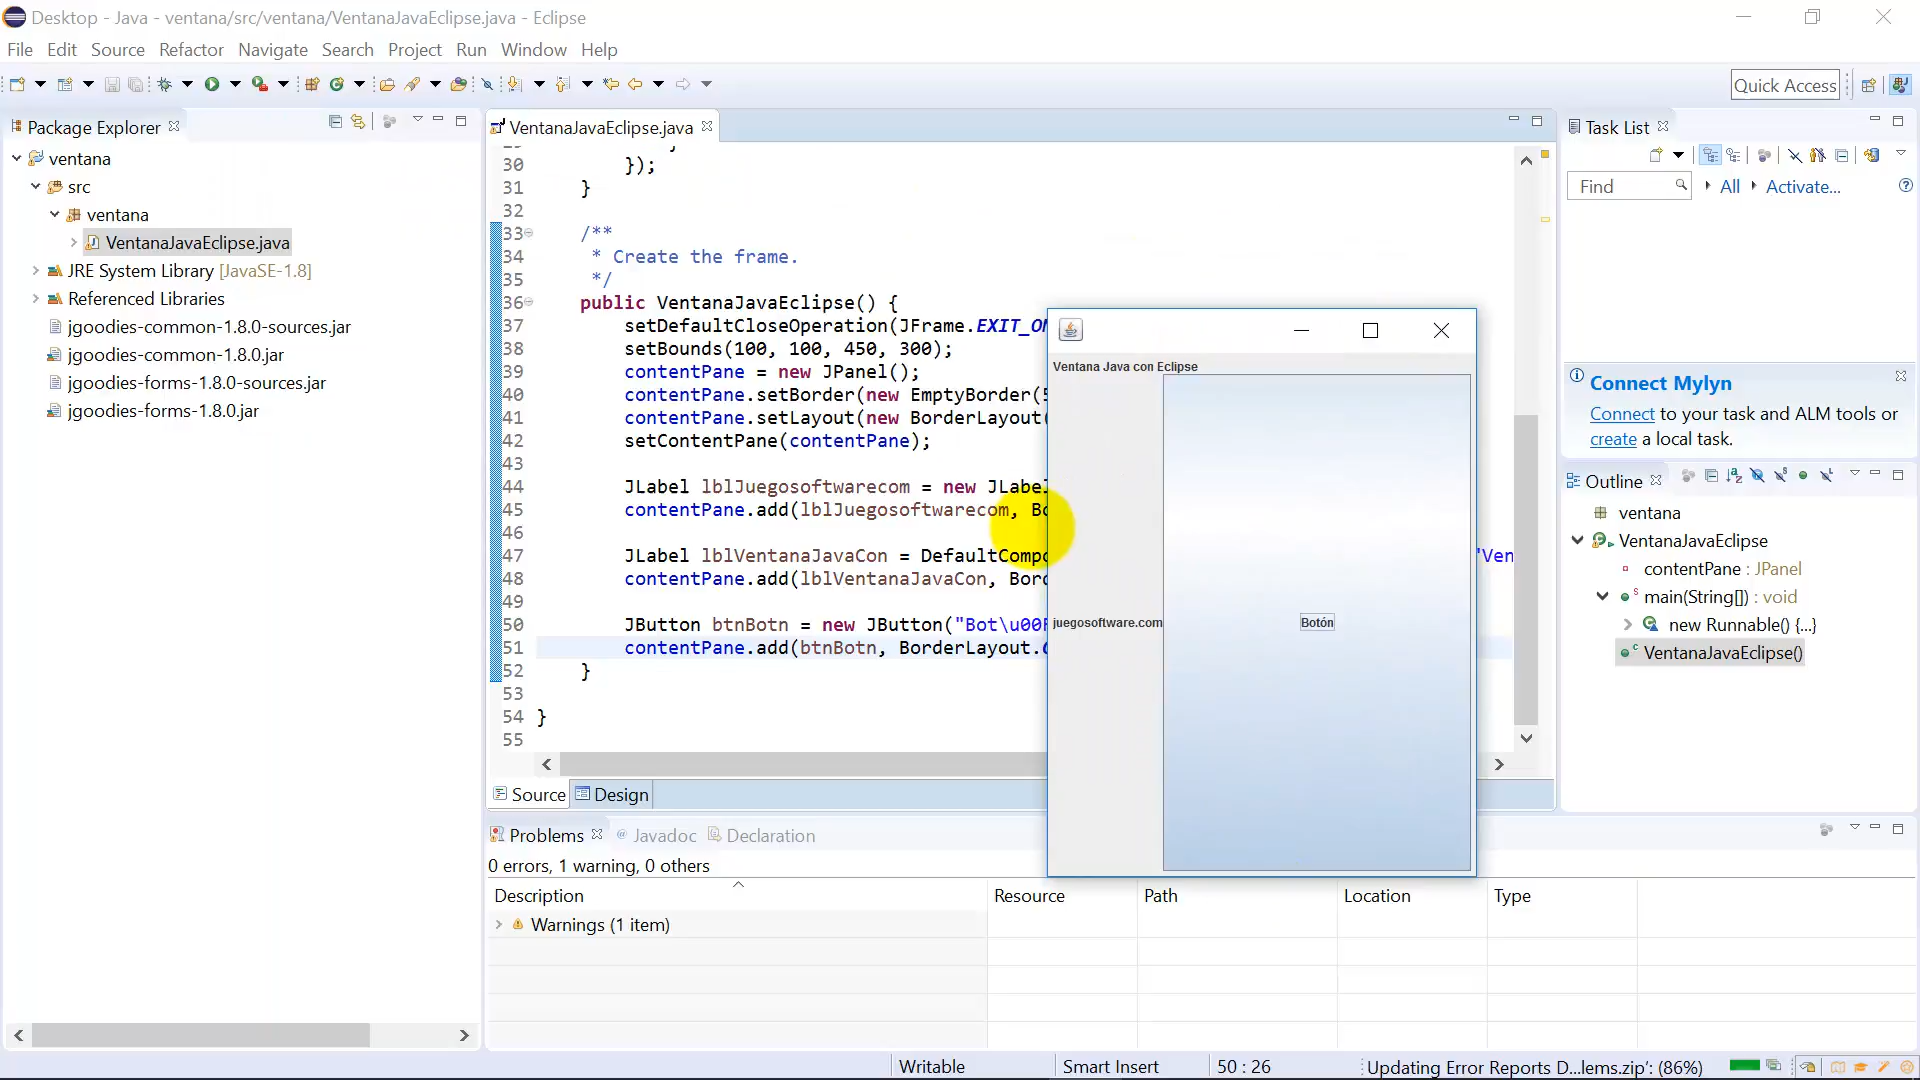 Desktop - Java - ventana/src/ventana/VentanaJavaEclipse.java - Eclipse
File Edit Source Refactor Navigate Search Project Run Window Help
Quick Access
Package Explorer
ventana
src
ventana
VentanaJavaEclipse.java
JRE System Library [JavaSE-1.8]
Referenced Libraries
jgoodies-common-1.8.0-sources.jar
jgoodies-common-1.8.0.jar
jgoodies-forms-1.8.0-sources.jar
jgoodies-forms-1.8.0.jar
VentanaJavaEclipse.java
30 });
31 }
32
33 /**
34 * Create the frame.
35 */
36 public VentanaJavaEclipse() {
37 setDefaultCloseOperation(JFrame.EXIT_
38 setBounds(100, 100, 450, 300);
39 contentPane = new JPanel();
40 contentPane.setBorder(new EmptyBorder(
41 contentPane.setLayout(new BorderLayout(
42 setContentPane(contentPane);
43
44 JLabel lblJuegosoftwarecom = new JLabel
45 contentPane.add(lblJuegosoftwarecom, Bo
46
47 JLabel lblVentanaJavaCon = DefaultCompo "Ven
48 contentPane.add(lblVentanaJavaCon, Bord
49
50 JButton btnBotn = new JButton("Bot\u00F
51 contentPane.add(btnBotn, BorderLayout.
52 }
53
54 }
55
Source Design
Ventana Java con Eclipse
juegosoftware.com
Botón
Problems Javadoc Declaration
0 errors, 1 warning, 0 others
Description Resource Path Location Type
Warnings (1 item)
Task List
Find All Activate...
Connect Mylyn
Connect to your task and ALM tools or
create a local task.
Outline
ventana
VentanaJavaEclipse
contentPane : JPanel
main(String[]) : void
new Runnable() {...}
VentanaJavaEclipse()
Writable Smart Insert 50 : 26 Updating Error Reports D...lems.zip': (86%)